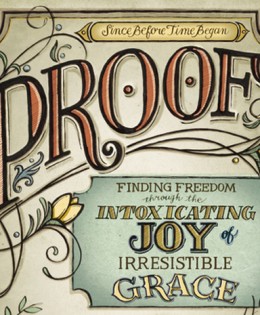 Since Before Time Began
PROOF
FINDING FREEDOM
through the
INTOXICATING
JOY of
IRRESISTIBLE
GRACE